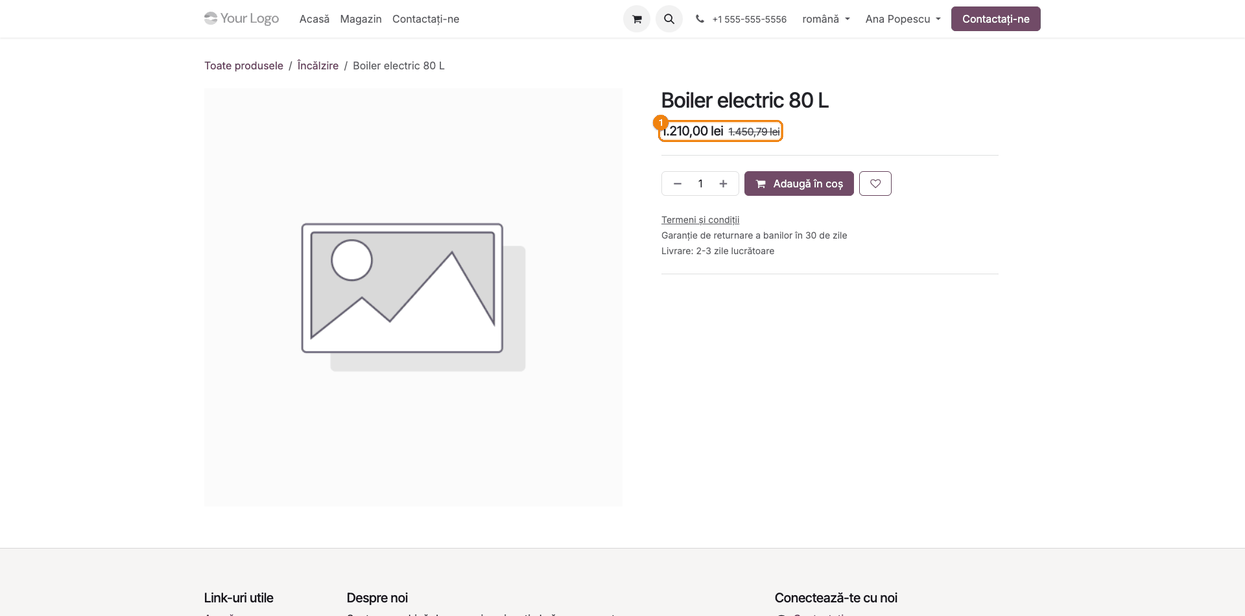 Your Logo Acasă Magazin Contactați-ne +1 555-555-5556 română Ana Popescu Contactați-ne
Toate produsele / Încălzire / Boiler electric 80 L
Boiler electric 80 L
1
1.210,00 lei 1.450,79 lei
1 Adaugă în coș
Termeni și condiții
Garanție de returnare a banilor în 30 de zile
Livrare: 2-3 zile lucrătoare
Link-uri utile Despre noi Conectează-te cu noi